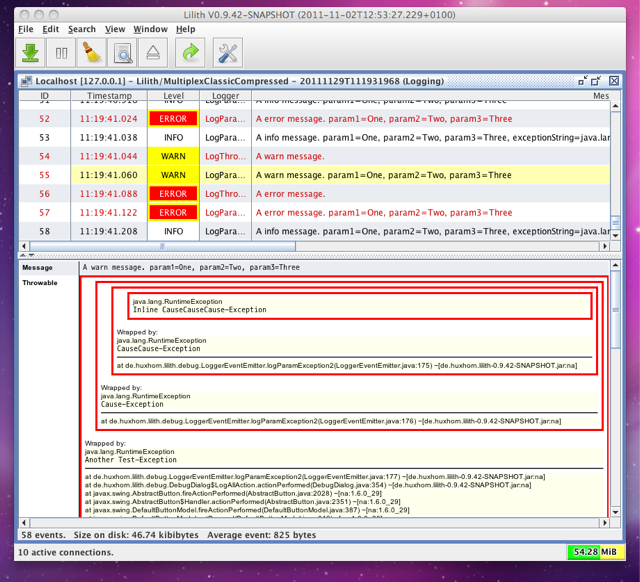 Lilith V0.9.42-SNAPSHOT (2011-11-02T12:53:27.229+0100)
File Edit Search View Window Help
Localhost [127.0.0.1] – Lilith/MultiplexClassicCompressed – 20111129T111931968 (Logging)
ID Timestamp Level Logger Mes
52 11:19:41.024 ERROR LogPara... A error message. param1=One, param2=Two, param3=Three
53 11:19:41.038 INFO LogPara... A info message. param1=One, param2=Two, param3=Three, exceptionString=java.lar
54 11:19:41.044 WARN LogThro... A warn message.
55 11:19:41.060 WARN LogPara... A warn message. param1=One, param2=Two, param3=Three
56 11:19:41.088 ERROR LogThro... A error message.
57 11:19:41.122 ERROR LogPara... A error message. param1=One, param2=Two, param3=Three
58 11:19:41.208 INFO LogPara... A info message. param1=One, param2=Two, param3=Three, exceptionString=java.lar
Message A warn message. param1=One, param2=Two, param3=Three
Throwable
java.lang.RuntimeException
Inline CauseCauseCause-Exception
Wrapped by:
java.lang.RuntimeException
CauseCause-Exception
at de.huxhorn.lilith.debug.LoggerEventEmitter.logParamException2(LoggerEventEmitter.java:175) ~[de.huxhorn.lilith-0.9.42-SNAPSHOT.jar:na]
Wrapped by:
java.lang.RuntimeException
Cause-Exception
at de.huxhorn.lilith.debug.LoggerEventEmitter.logParamException2(LoggerEventEmitter.java:176) ~[de.huxhorn.lilith-0.9.42-SNAPSHOT.jar:na]
Wrapped by:
java.lang.RuntimeException
Another Test-Exception
at de.huxhorn.lilith.debug.LoggerEventEmitter.logParamException2(LoggerEventEmitter.java:177) ~[de.huxhorn.lilith-0.9.42-SNAPSHOT.jar:na]
at de.huxhorn.lilith.debug.DebugDialog$LogAllAction.actionPerformed(DebugDialog.java:354) ~[de.huxhorn.lilith-0.9.42-SNAPSHOT.jar:na]
at javax.swing.AbstractButton.fireActionPerformed(AbstractButton.java:2028) ~[na:1.6.0_29]
at javax.swing.AbstractButton$Handler.actionPerformed(AbstractButton.java:2351) ~[na:1.6.0_29]
at javax.swing.DefaultButtonModel.fireActionPerformed(DefaultButtonModel.java:387) ~[na:1.6.0_29]
58 events. Size on disk: 46.74 kibibytes Average event: 825 bytes
10 active connections. 54.28 MiB